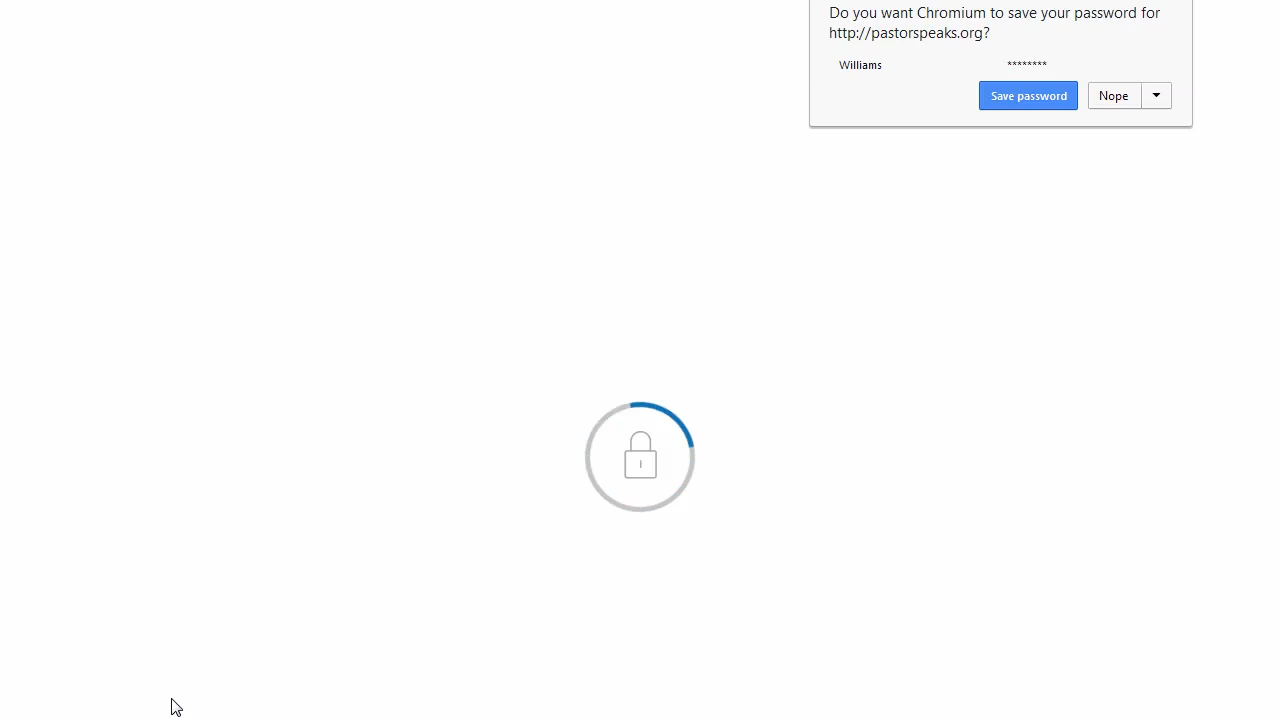 Do you want Chromium to save your password for
http://pastorspeaks.org?
Williams ********
Save password Nope